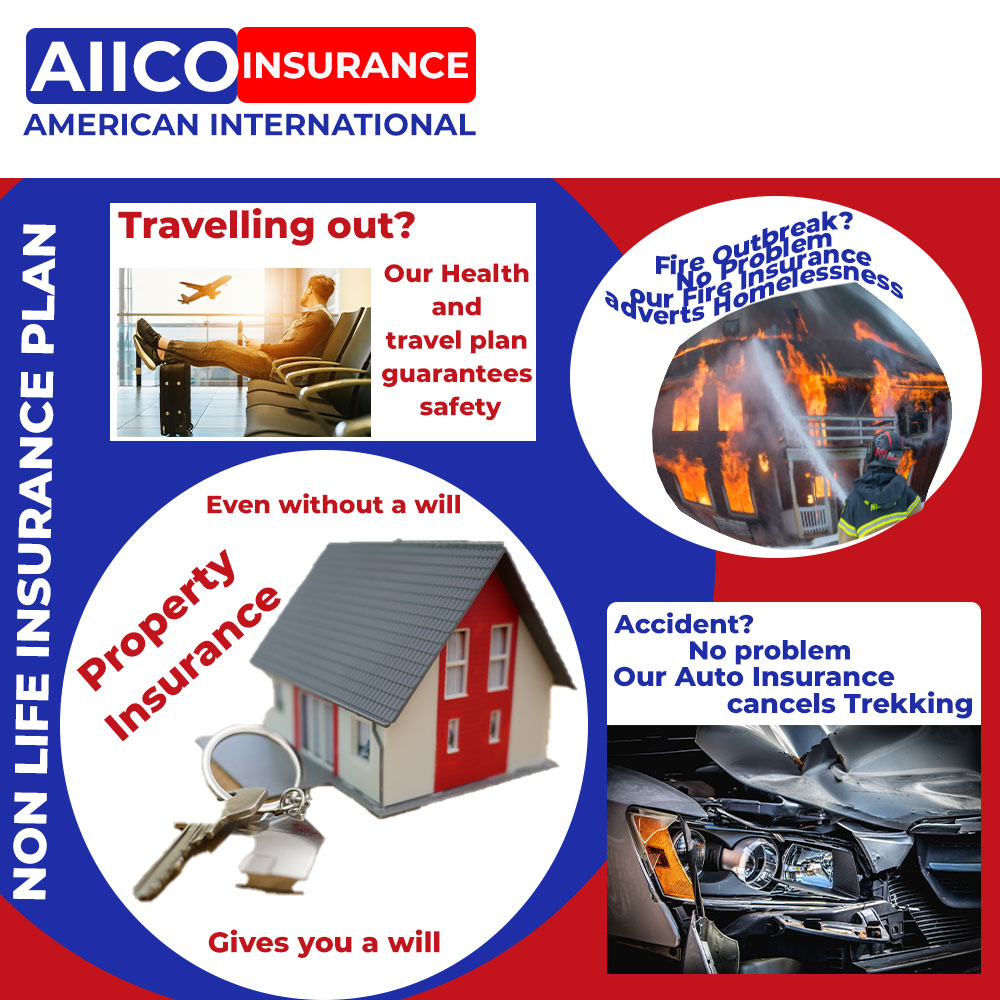 AIICO INSURANCE
AMERICAN INTERNATIONAL
NON LIFE INSURANCE PLAN
Travelling out?
Our Health
and
travel plan
guarantees
safety
Fire Outbreak?
No Problem
our Fire Insurance
adverts Homelessness
Even without a will
Property
Insurance
Gives you a will
Accident?
No problem
Our Auto Insurance
cancels Trekking